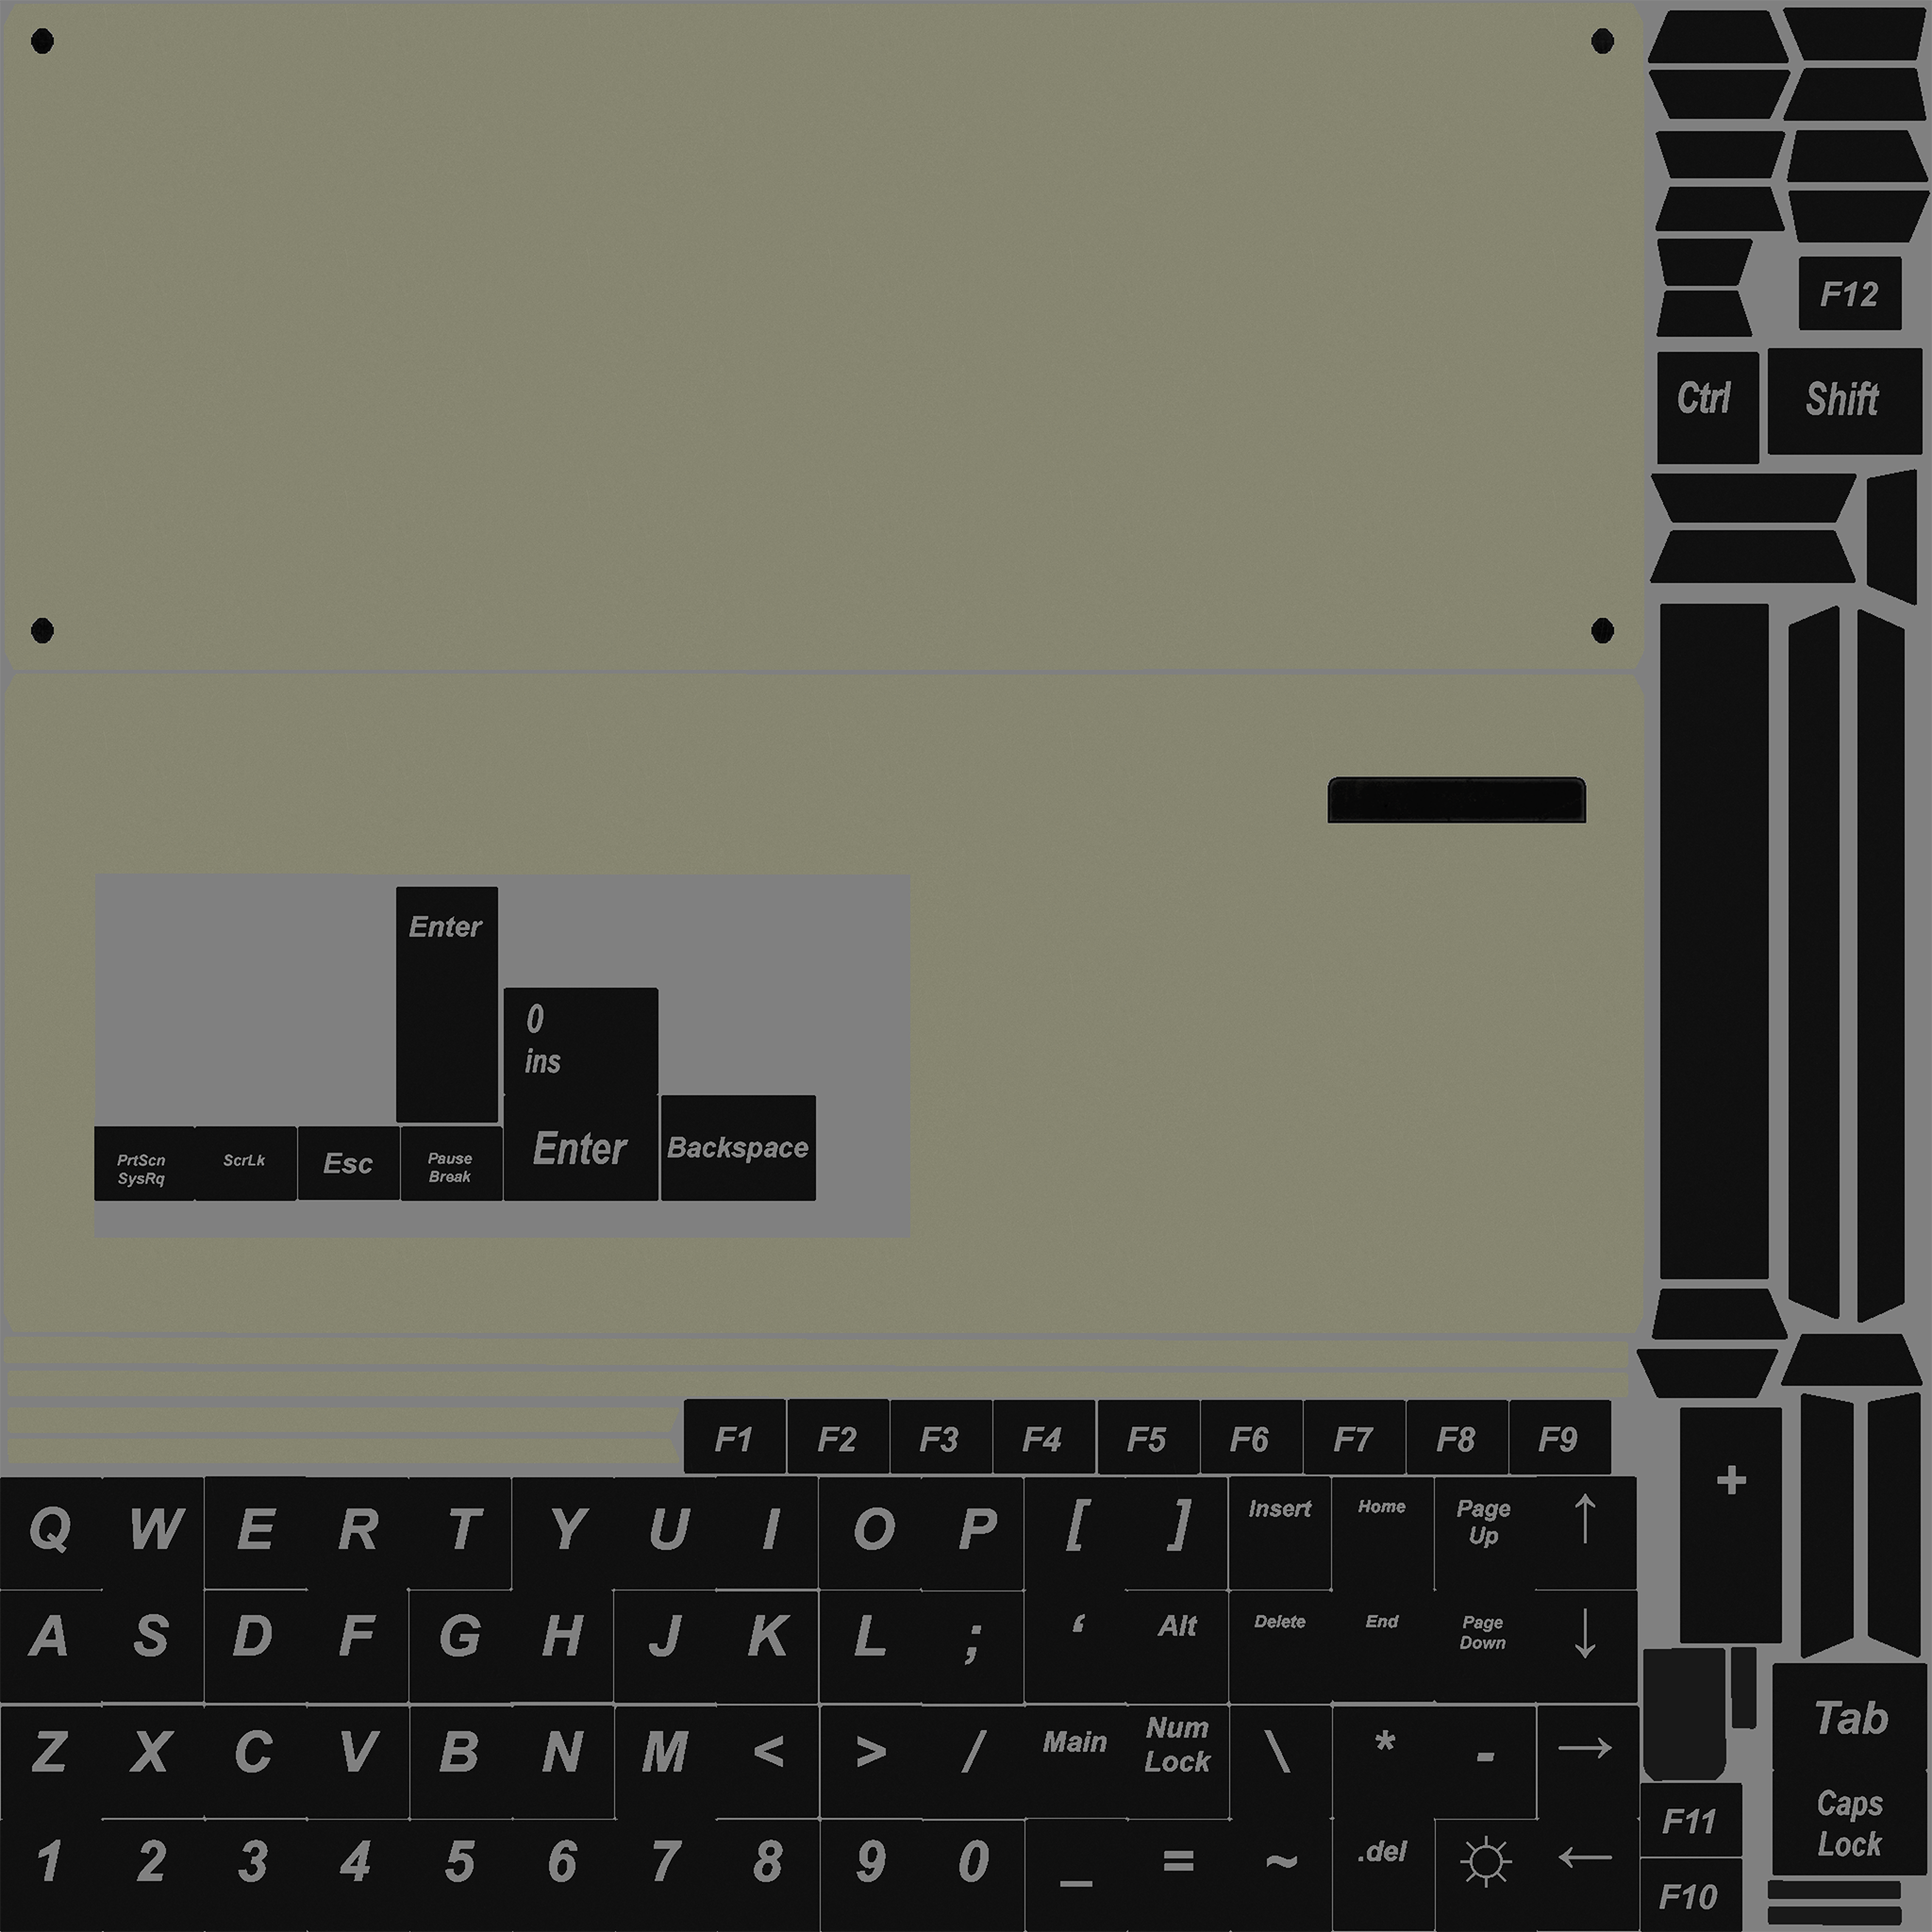 F12
Ctrl Shift
Enter
0
ins
PrtScn
SysRq
ScrLk
Esc
Pause
Break
Enter
Backspace
F1 F2 F3 F4 F5 F6 F7 F8 F9
Q W E R T Y U I O P [ ] Insert Home Page
Up ↑
A S D F G H J K L ; ‘ Alt Delete End Page
Down ↓
Z X C V B N M < > / Main Num
Lock \ * - →
1 2 3 4 5 6 7 8 9 0 _ = ~ .del ☼ ←
+
Tab
Caps
Lock
F11
F10